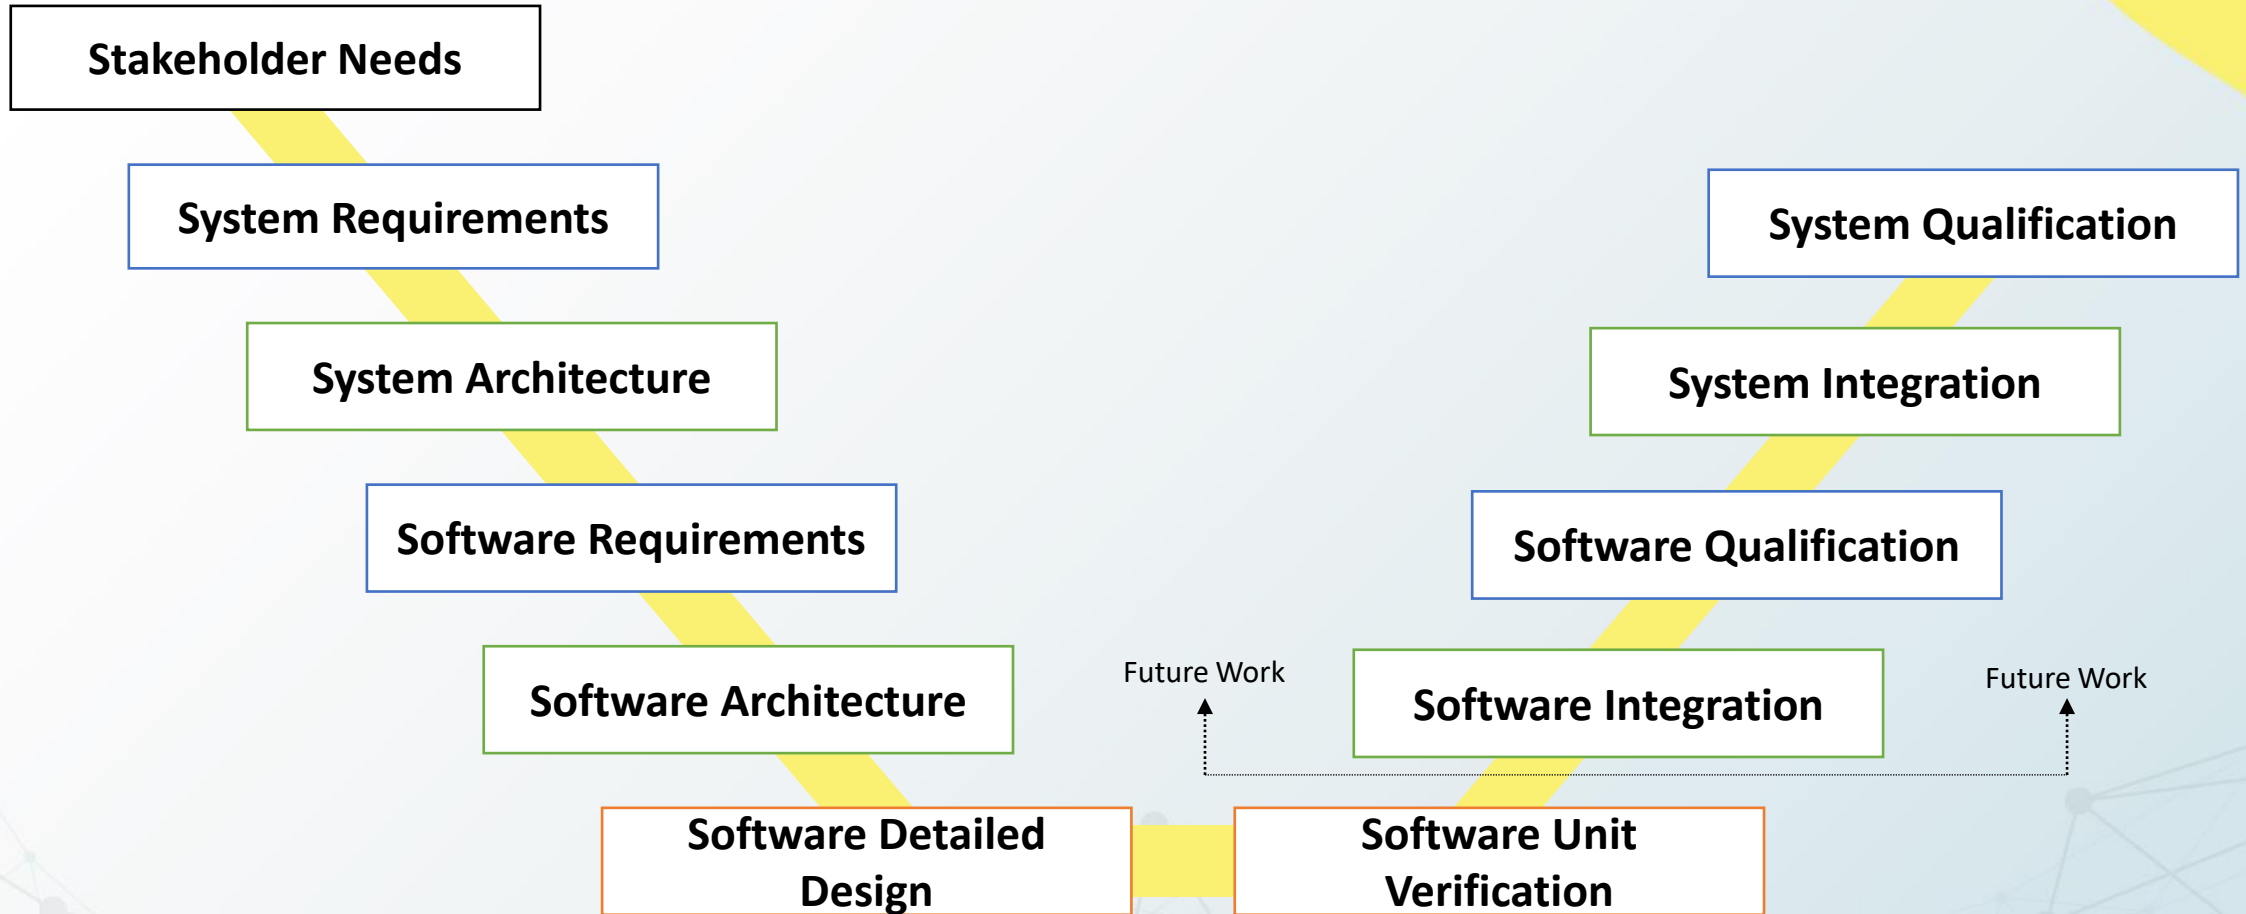 Stakeholder Needs
System Requirements
System Qualification
System Architecture
System Integration
Software Requirements
Software Qualification
Software Architecture
Future Work
Software Integration
Future Work
Software Detailed
Design
Software Unit
Verification